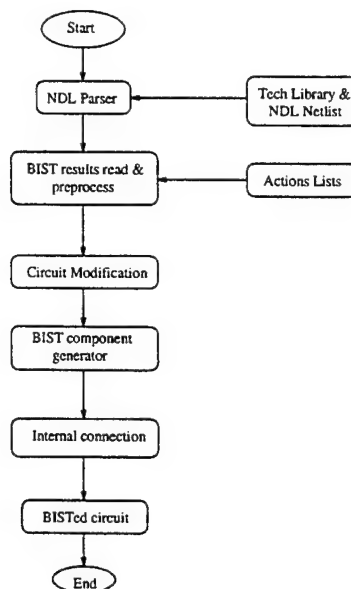 Start
NDL Parser
Tech Library &
NDL Netlist
BIST results read &
preprocess
Actions Lists
Circuit Modification
BIST component
generator
Internal connection
BISTed circuit
End